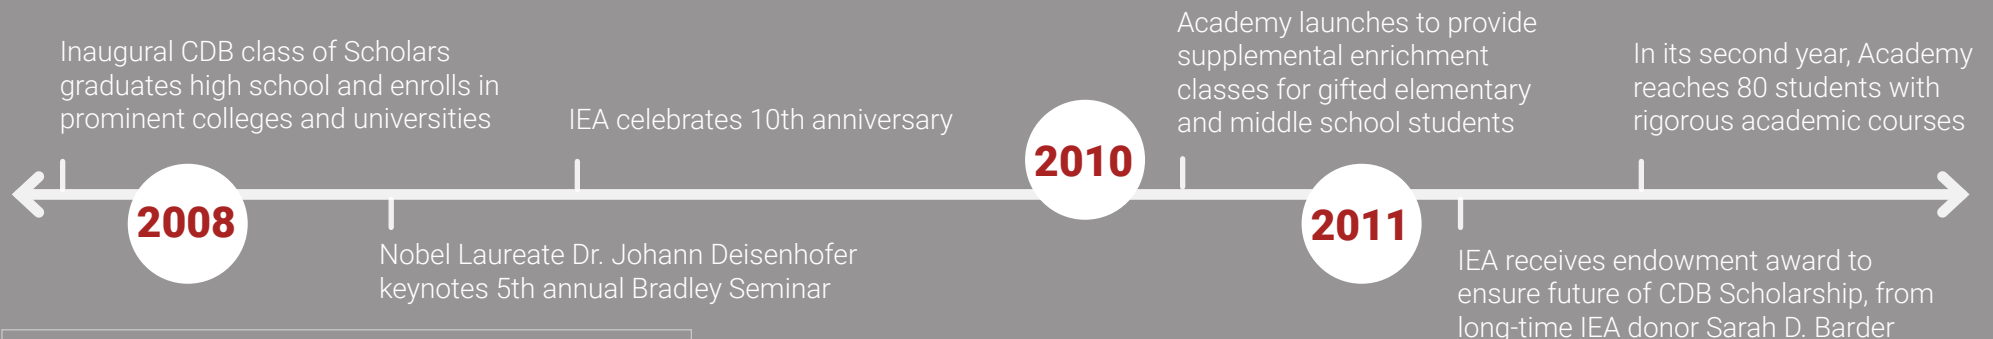 Inaugural CDB class of Scholars
graduates high school and enrolls in
prominent colleges and universities
2008
Nobel Laureate Dr. Johann Deisenhofer
keynotes 5th annual Bradley Seminar
IEA celebrates 10th anniversary
2010
Academy launches to provide
supplemental enrichment
classes for gifted elementary
and middle school students
2011
IEA receives endowment award to
ensure future of CDB Scholarship, from
long-time IEA donor Sarah D. Barder
In its second year, Academy
reaches 80 students with
rigorous academic courses